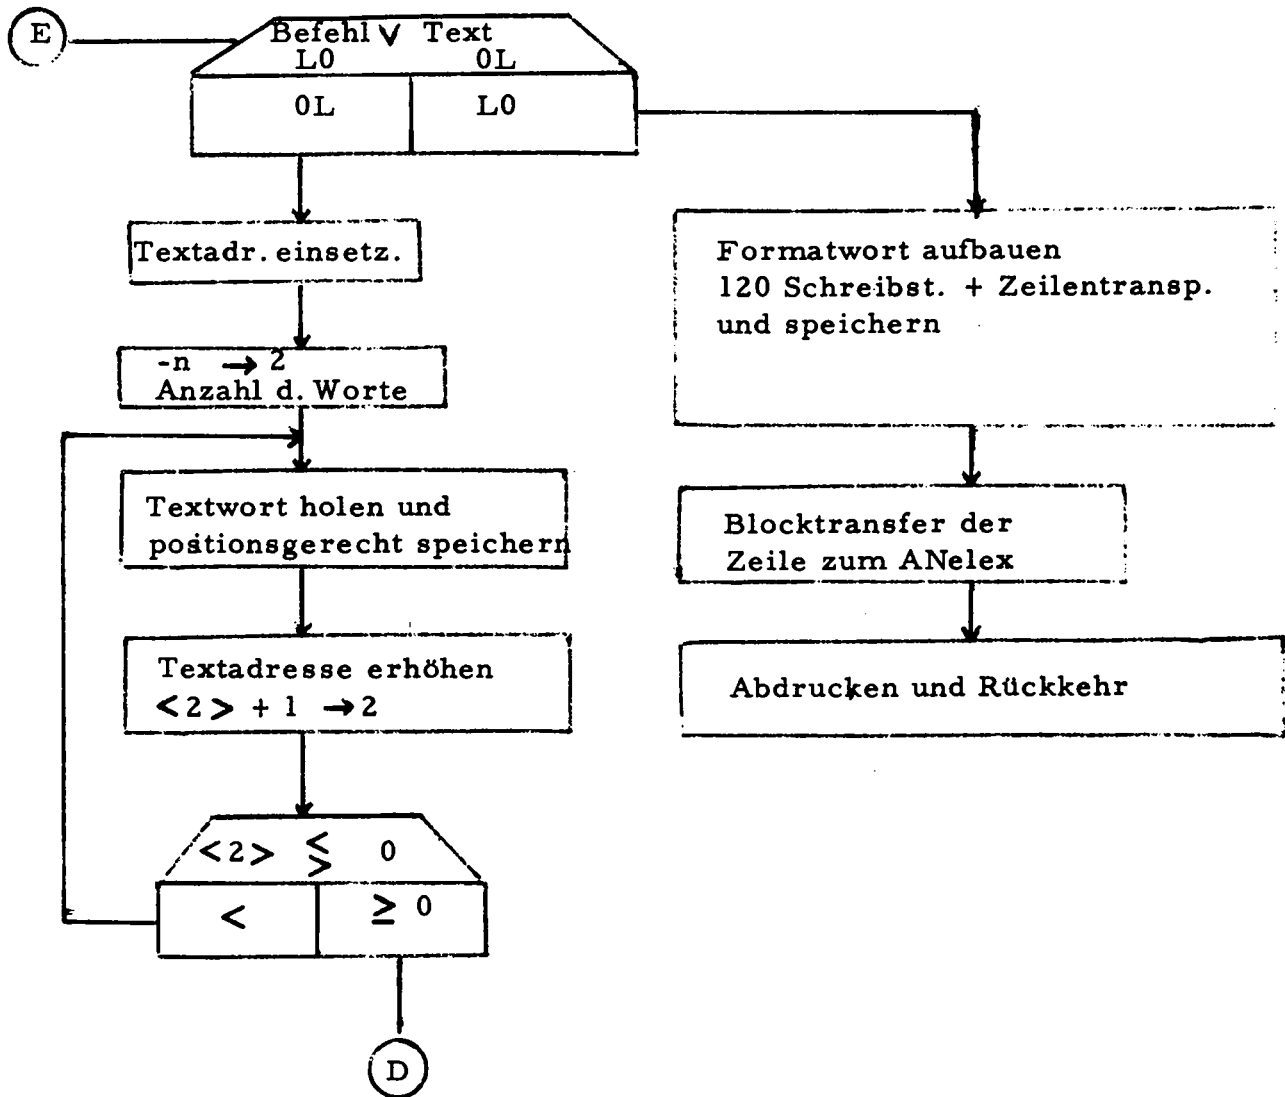 E
Befehl ∨ Text
L0 0L
0L L0
Textadr. einsetz.
-n → 2
Anzahl d. Worte
Textwort holen und
positionsgerecht speichern
Textadresse erhöhen
<2> + 1 → 2
<2> ≶ 0
< ≥ 0
D
Formatwort aufbauen
120 Schreibst. + Zeilentransp.
und speichern
Blocktransfer der
Zeile zum ANelex
Abdrucken und Rückkehr